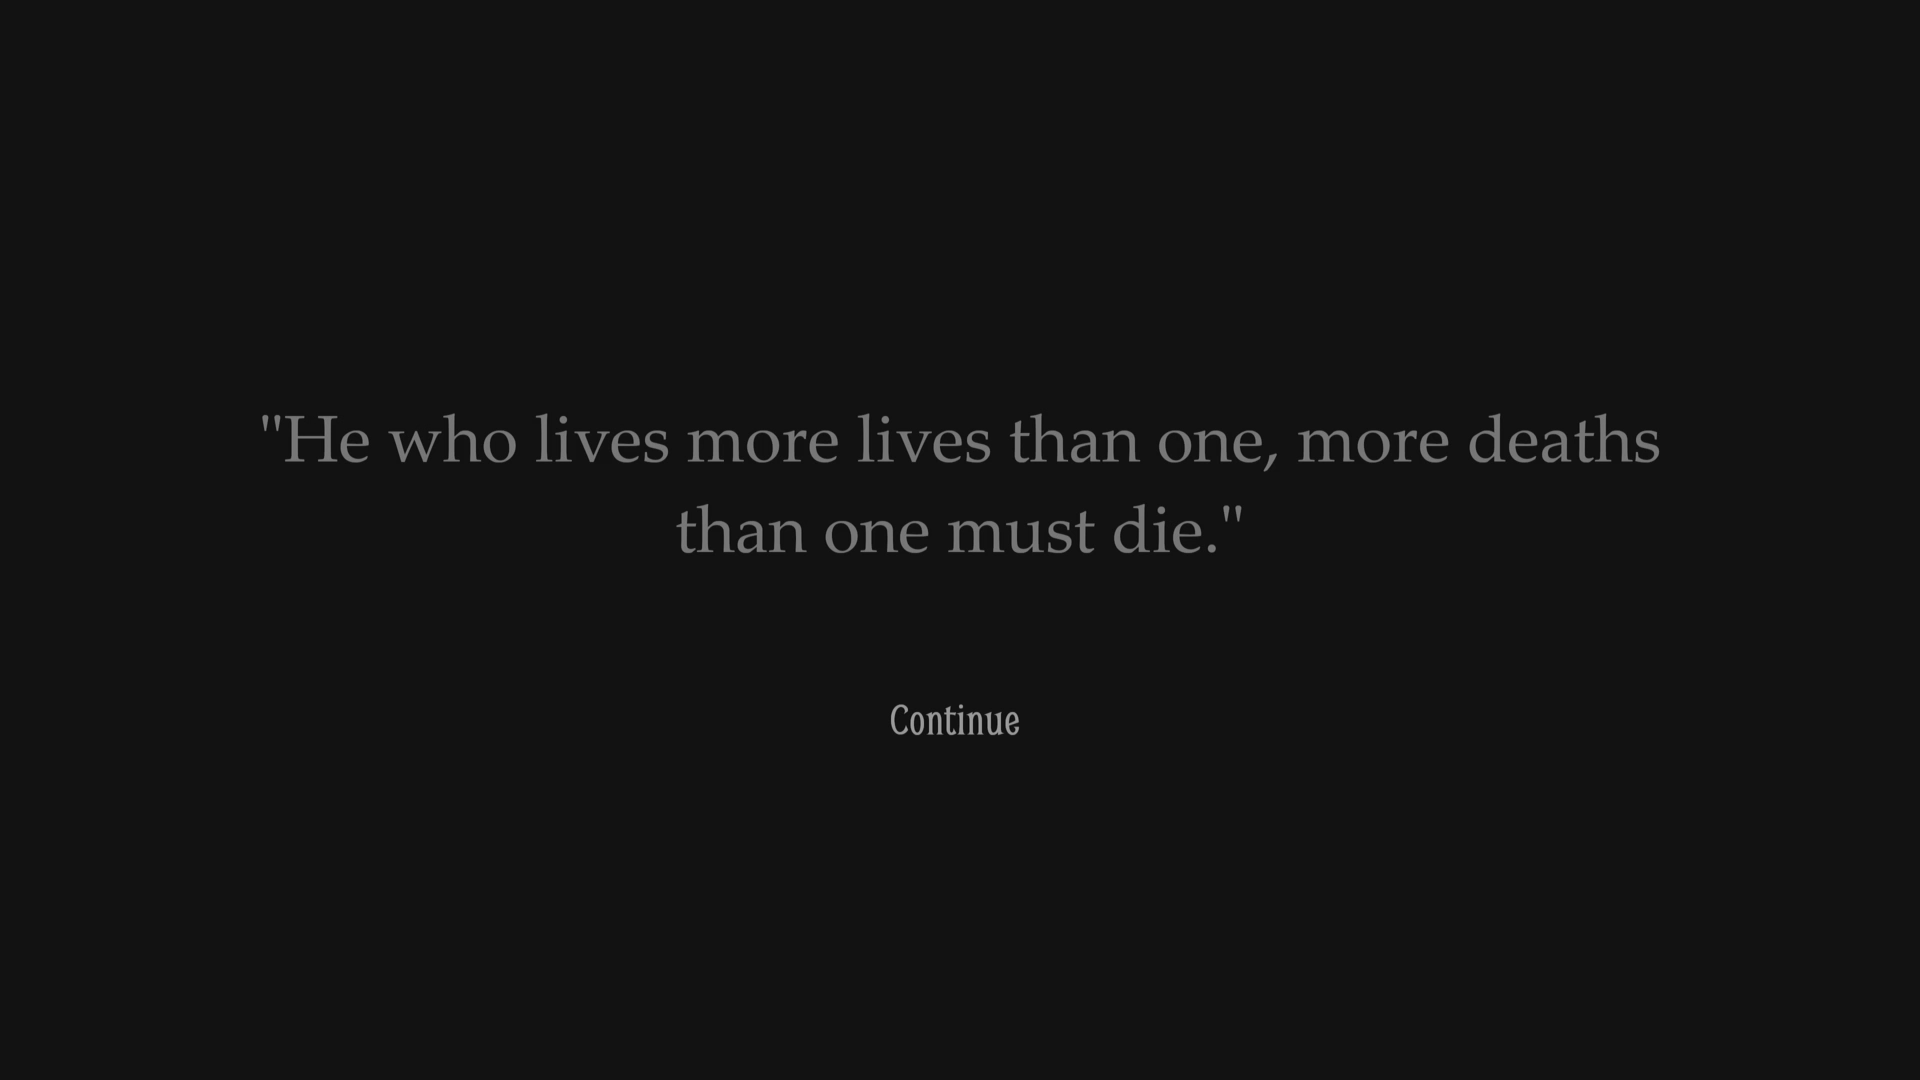 "He who lives more lives than one, more deaths
than one must die."
Continue